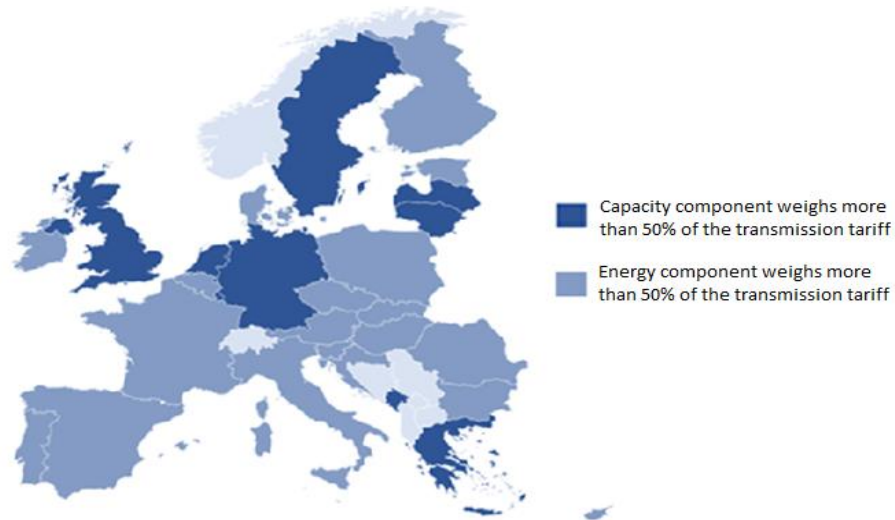 Capacity component weighs more
than 50% of the transmission tariff
Energy component weighs more
than 50% of the transmission tariff